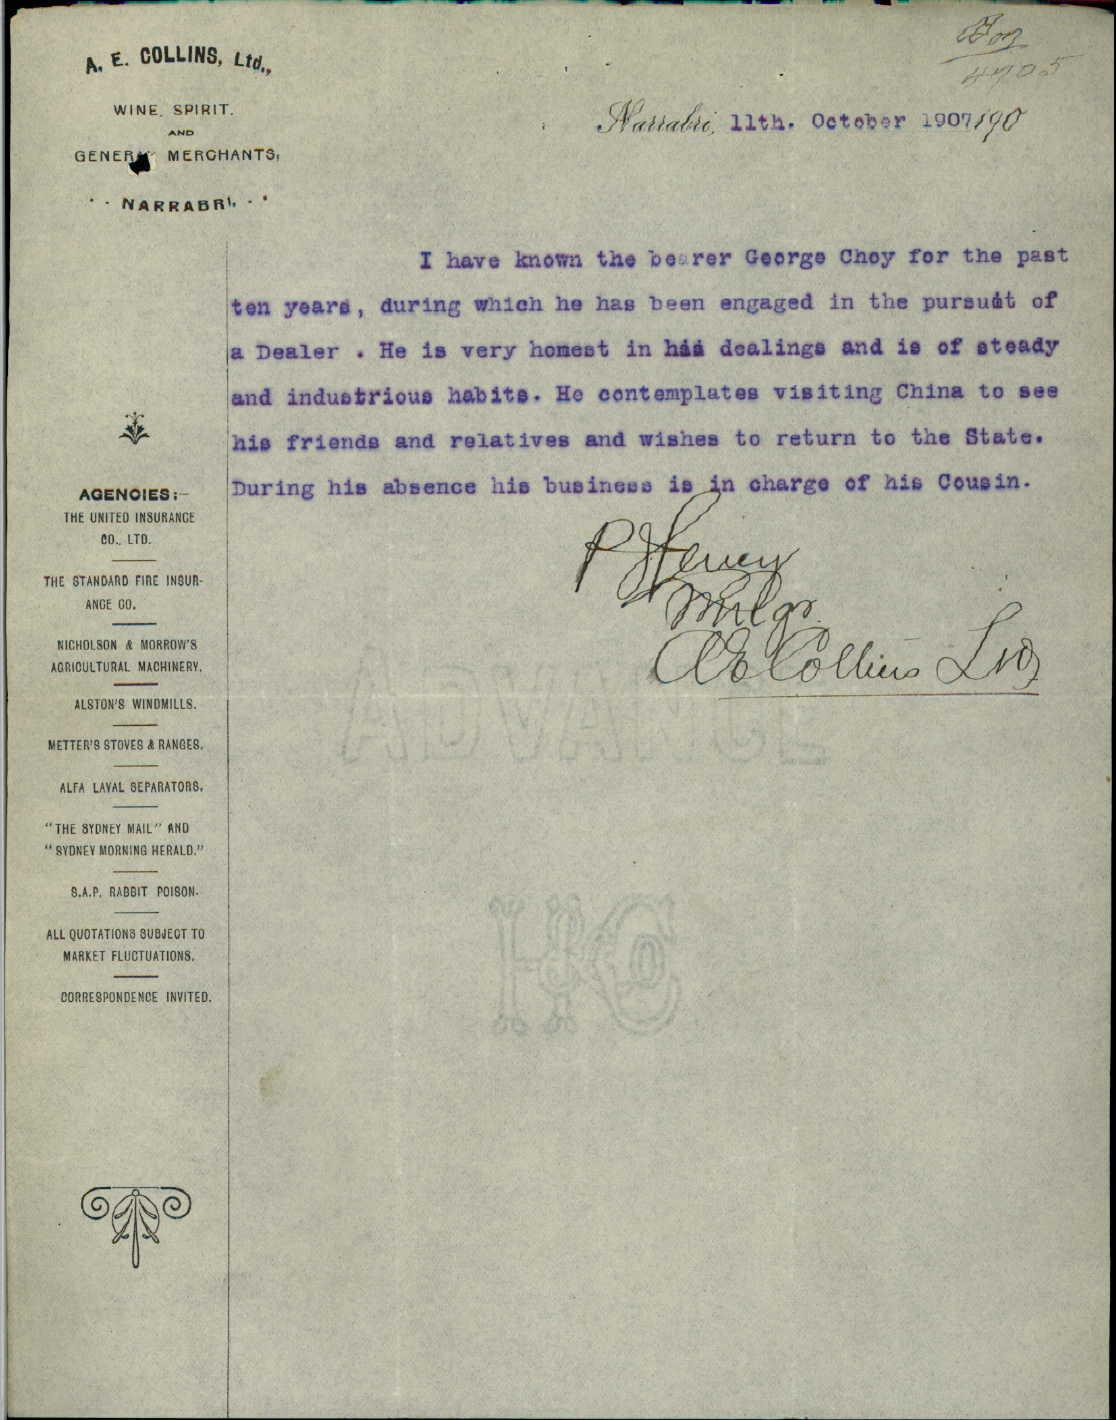 A. E. COLLINS, Ltd.,
WINE, SPIRIT.
AND
GENERAL MERCHANTS,
NARRABRI.
4705
Narrabri, 11th. October 1907 190
I have known the bearer George Choy for the past
ten years, during which he has been engaged in the pursuit of
a Dealer . He is very honest in his dealings and is of steady
and industrious habits. He contemplates visiting China to see
his friends and relatives and wishes to return to the State.
During his absence his business is in charge of his Cousin.
P Henery
A E Collins Ltd
AGENCIES:—
THE UNITED INSURANCE
CO., LTD.
THE STANDARD FIRE INSUR-
ANCE CO.
NICHOLSON & MORROW'S
AGRICULTURAL MACHINERY.
ALSTON'S WINDMILLS.
METTER'S STOVES & RANGES.
ALFA LAVAL SEPARATORS.
"THE SYDNEY MAIL" AND
"SYDNEY MORNING HERALD."
S.A.P. RABBIT POISON.
ALL QUOTATIONS SUBJECT TO
MARKET FLUCTUATIONS.
CORRESPONDENCE INVITED.
ADVANCE